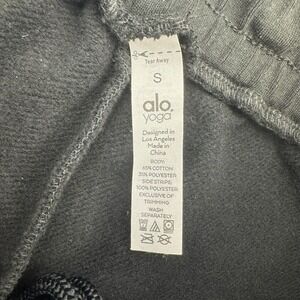 Tear Away
S
alo.
yoga
Designed in
Los Angeles
Made in
China
BODY:
65% COTTON
35% POLYESTER
SIDE STRIPE:
100% POLYESTER
EXCLUSIVE OF
TRIMMING
WASH
SEPARATELY